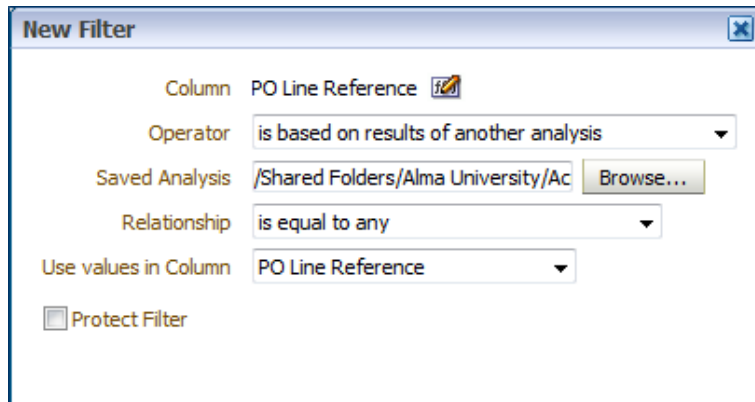 New Filter
Column PO Line Reference
Operator is based on results of another analysis
Saved Analysis /Shared Folders/Alma University/Ac Browse...
Relationship is equal to any
Use values in Column PO Line Reference
Protect Filter